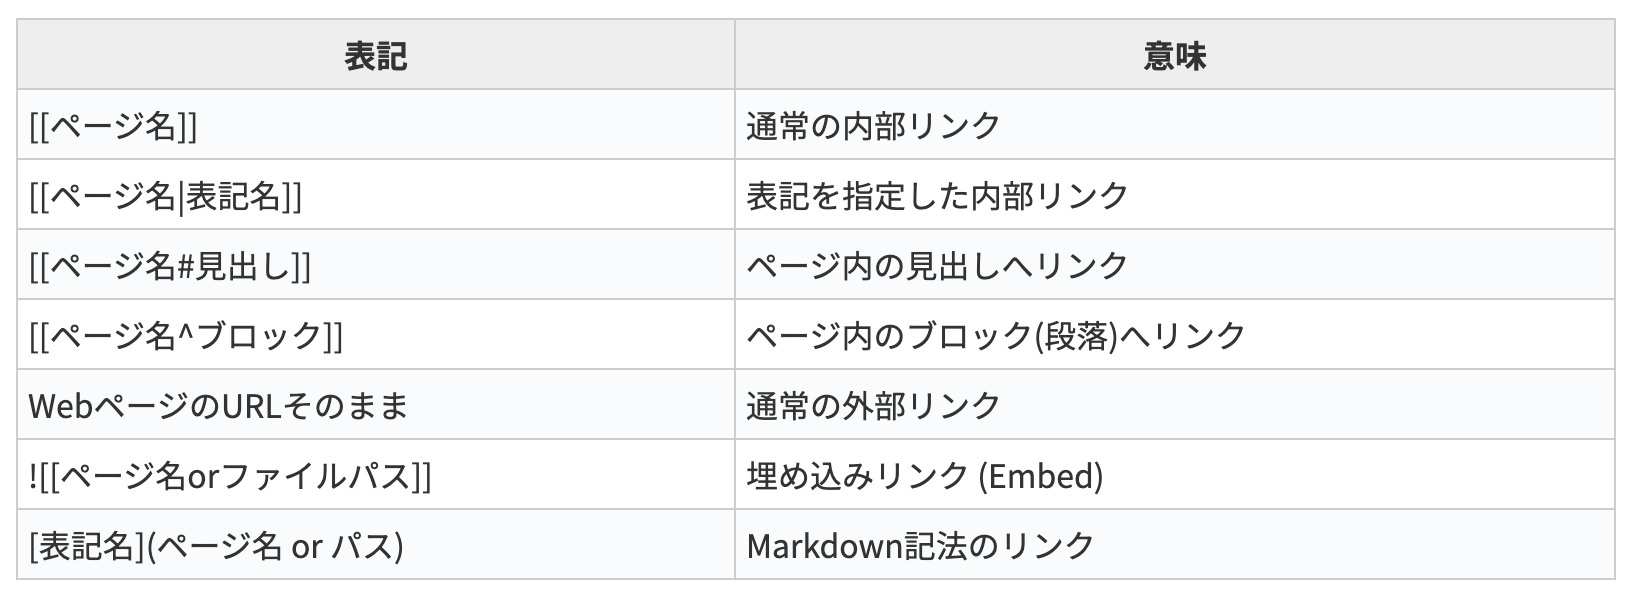 表記 意味
[[ページ名]] 通常の内部リンク
[[ページ名|表記名]] 表記を指定した内部リンク
[[ページ名#見出し]] ページ内の見出しへリンク
[[ページ名^ブロック]] ページ内のブロック(段落)へリンク
WebページのURLそのまま 通常の外部リンク
![[ページ名orファイルパス]] 埋め込みリンク (Embed)
[表記名](ページ名 or パス) Markdown記法のリンク